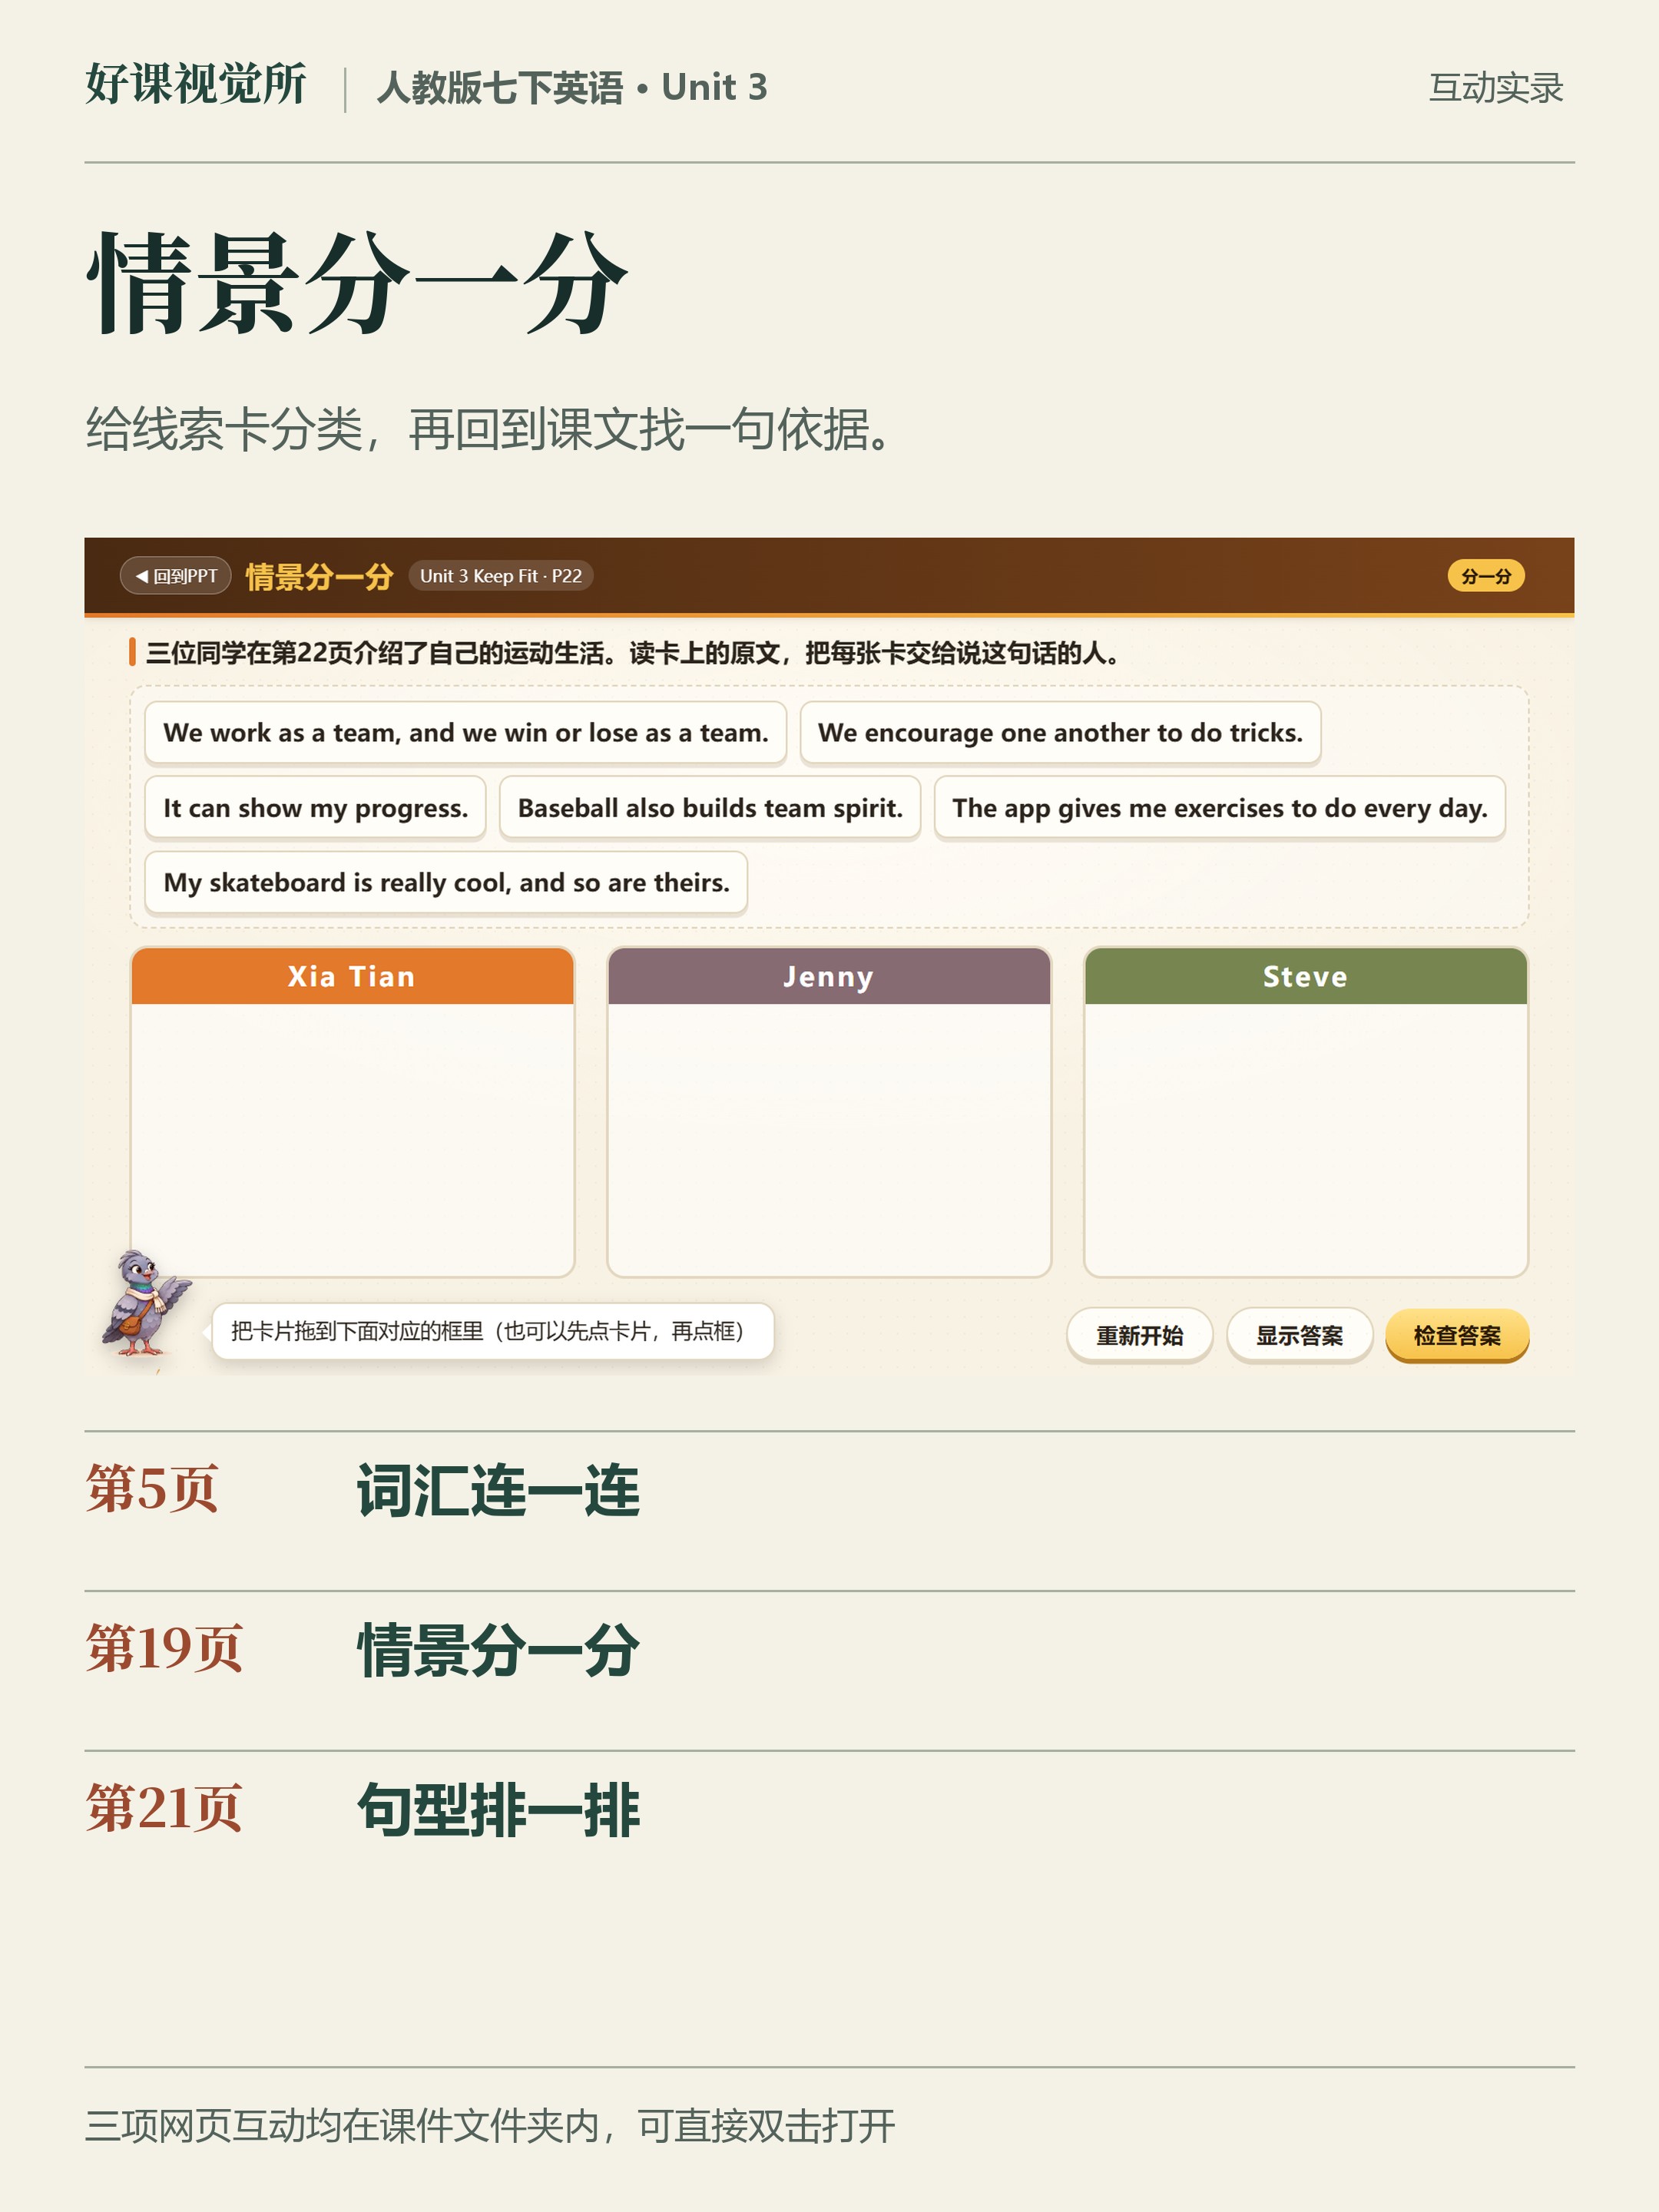 好课视觉所
人教版七下英语 • Unit 3
互动实录
情景分一分
给线索卡分类，再回到课文找一句依据。
◀ 回到PPT
情景分一分
Unit 3 Keep Fit · P22
分一分
三位同学在第22页介绍了自己的运动生活。读卡上的原文，把每张卡交给说这句话的人。
We work as a team, and we win or lose as a team.
We encourage one another to do tricks.
It can show my progress.
Baseball also builds team spirit.
The app gives me exercises to do every day.
My skateboard is really cool, and so are theirs.
Xia Tian
Jenny
Steve
把卡片拖到下面对应的框里（也可以先点卡片，再点框）
重新开始
显示答案
检查答案
第5页
词汇连一连
第19页
情景分一分
第21页
句型排一排
三项网页互动均在课件文件夹内，可直接双击打开